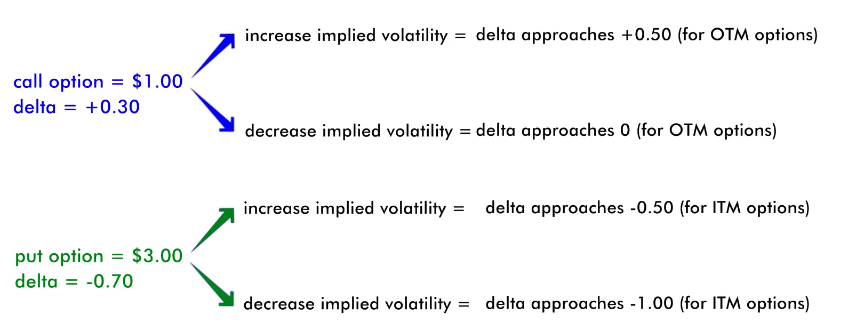 increase implied volatility = delta approaches +0.50 (for OTM options)
call option = $1.00
delta = +0.30
decrease implied volatility = delta approaches 0 (for OTM options)
increase implied volatility = delta approaches -0.50 (for ITM options)
put option = $3.00
delta = -0.70
decrease implied volatility = delta approaches -1.00 (for ITM options)